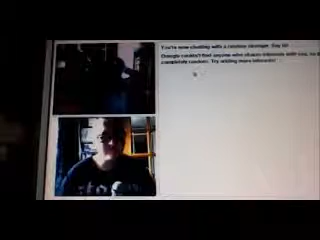 You're now chatting with a random stranger. Say hi!
Omegle couldn't find anyone who shares interests with you, so
completely random. Try adding more interests!